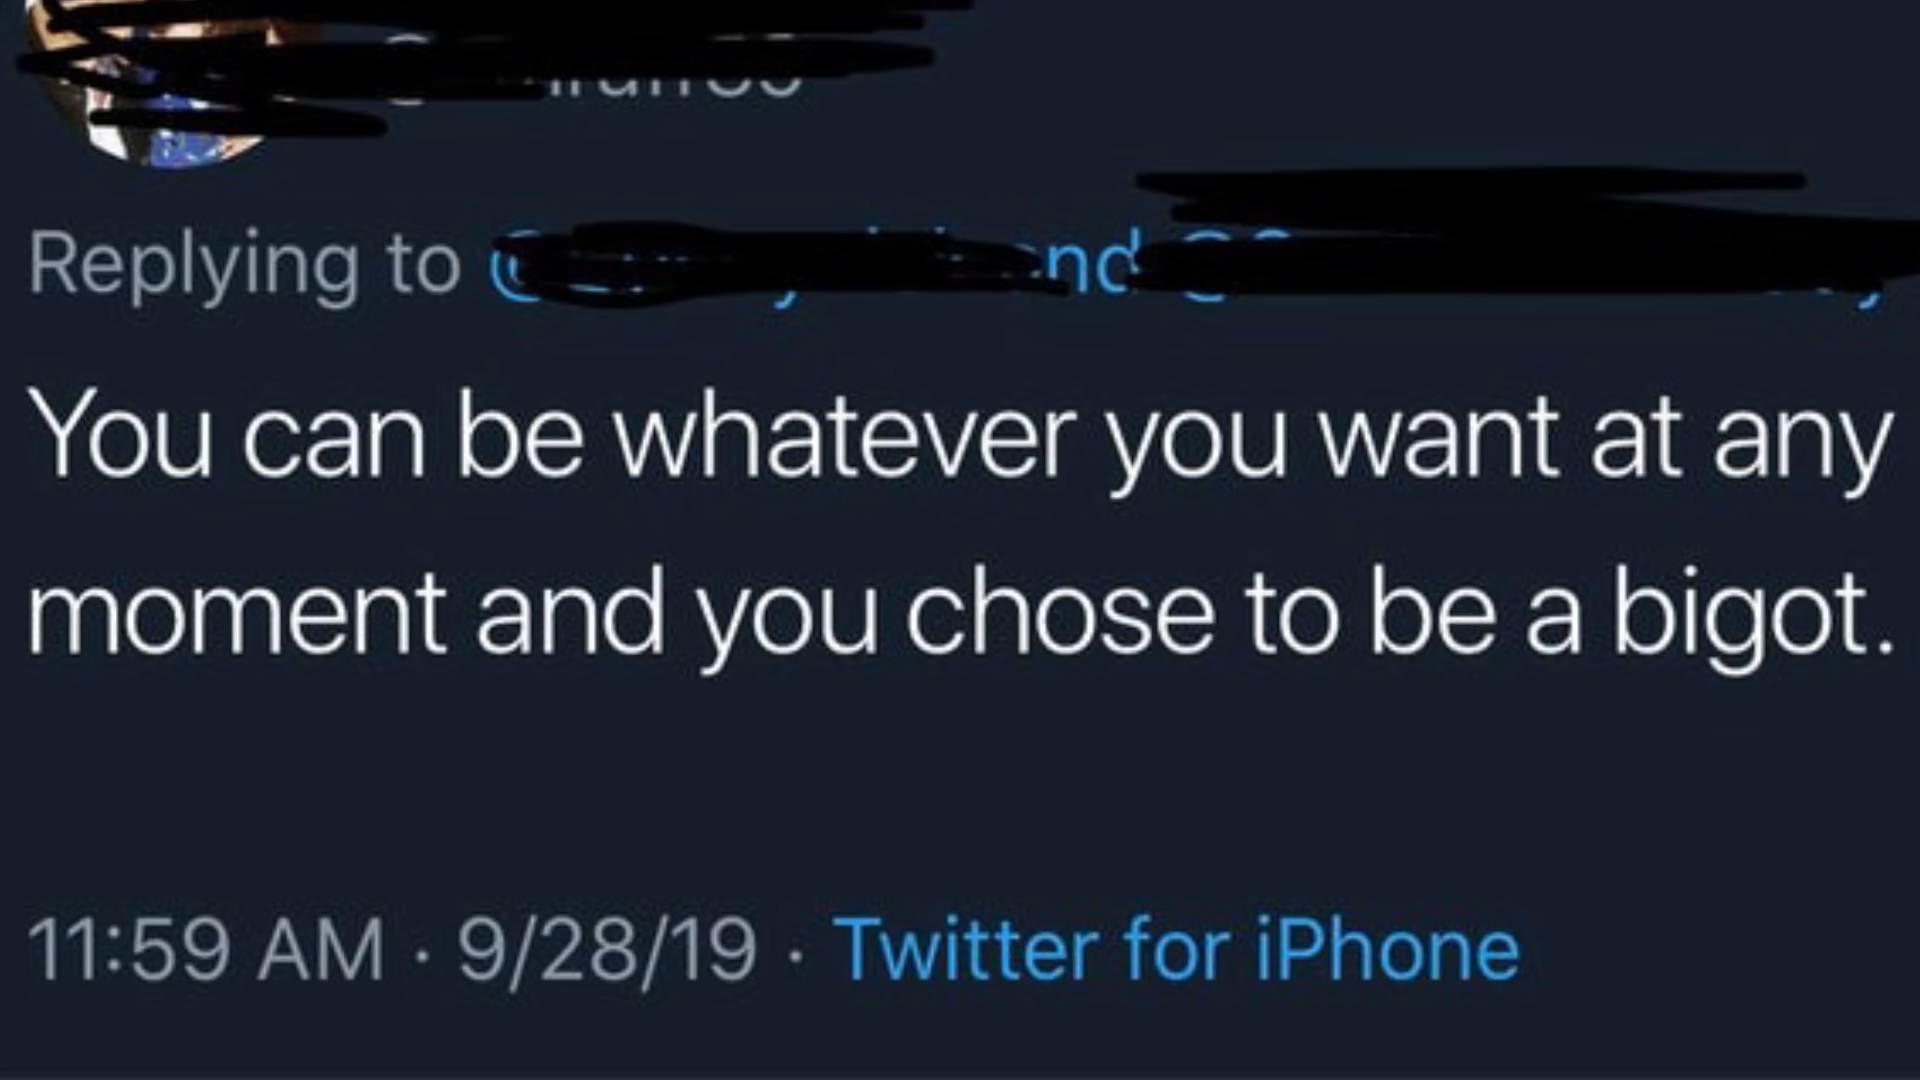 Replying to
You can be whatever you want at any
moment and you chose to be a bigot.
11:59 AM · 9/28/19 · Twitter for iPhone